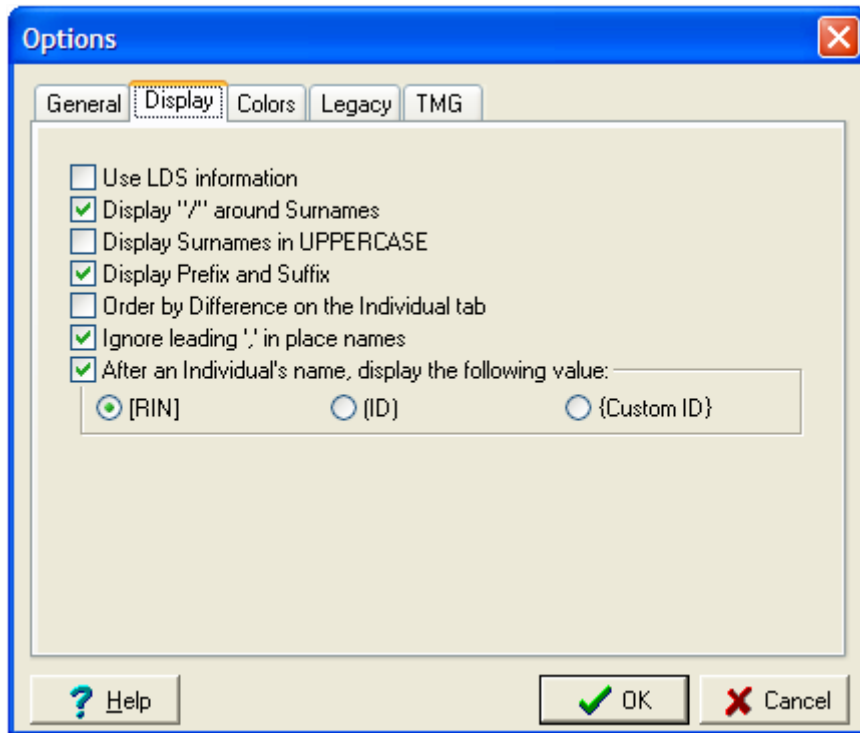 Options
General Display Colors Legacy TMG
Use LDS information
Display "/" around Surnames
Display Surnames in UPPERCASE
Display Prefix and Suffix
Order by Difference on the Individual tab
Ignore leading ',' in place names
After an Individual's name, display the following value:
[RIN] (ID) {Custom ID}
Help OK Cancel